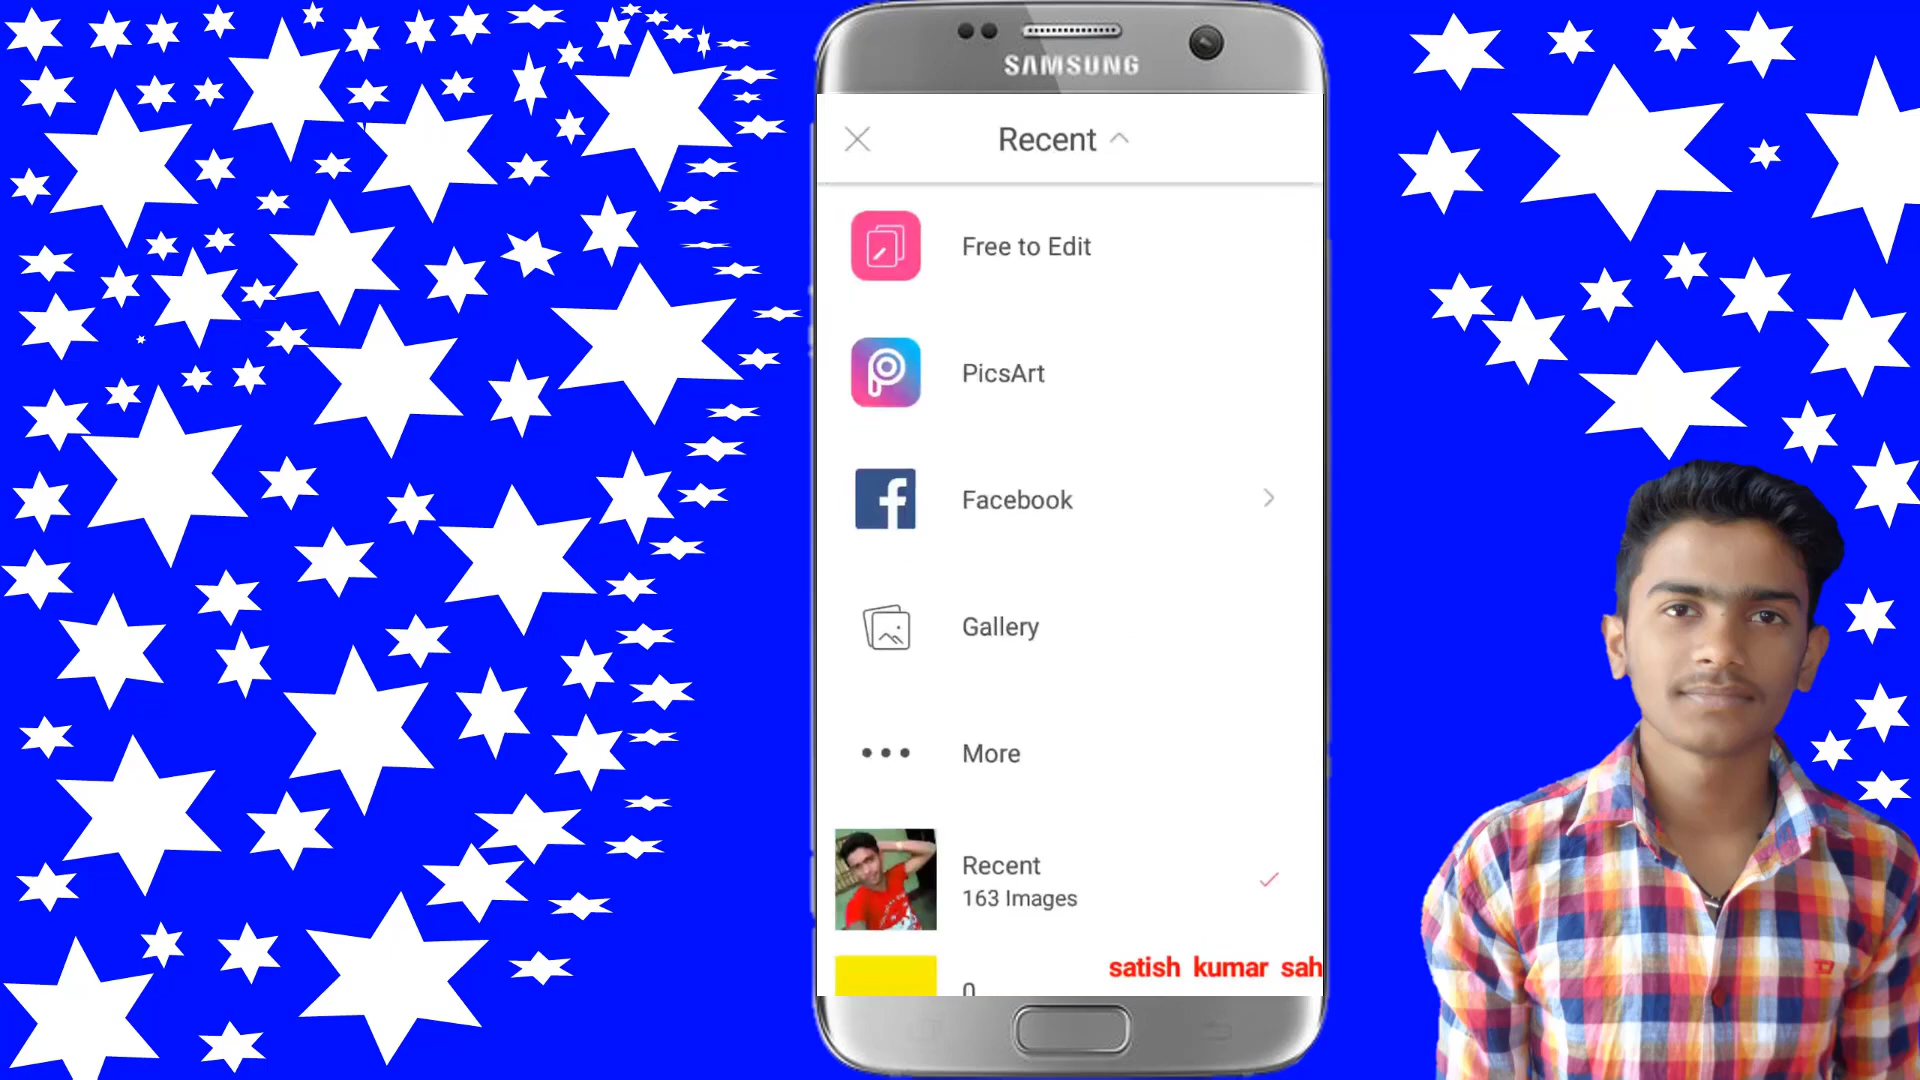 SAMSUNG
Recent
Free to Edit
PicsArt
Facebook
Gallery
More
Recent
163 Images
satish kumar sah
0